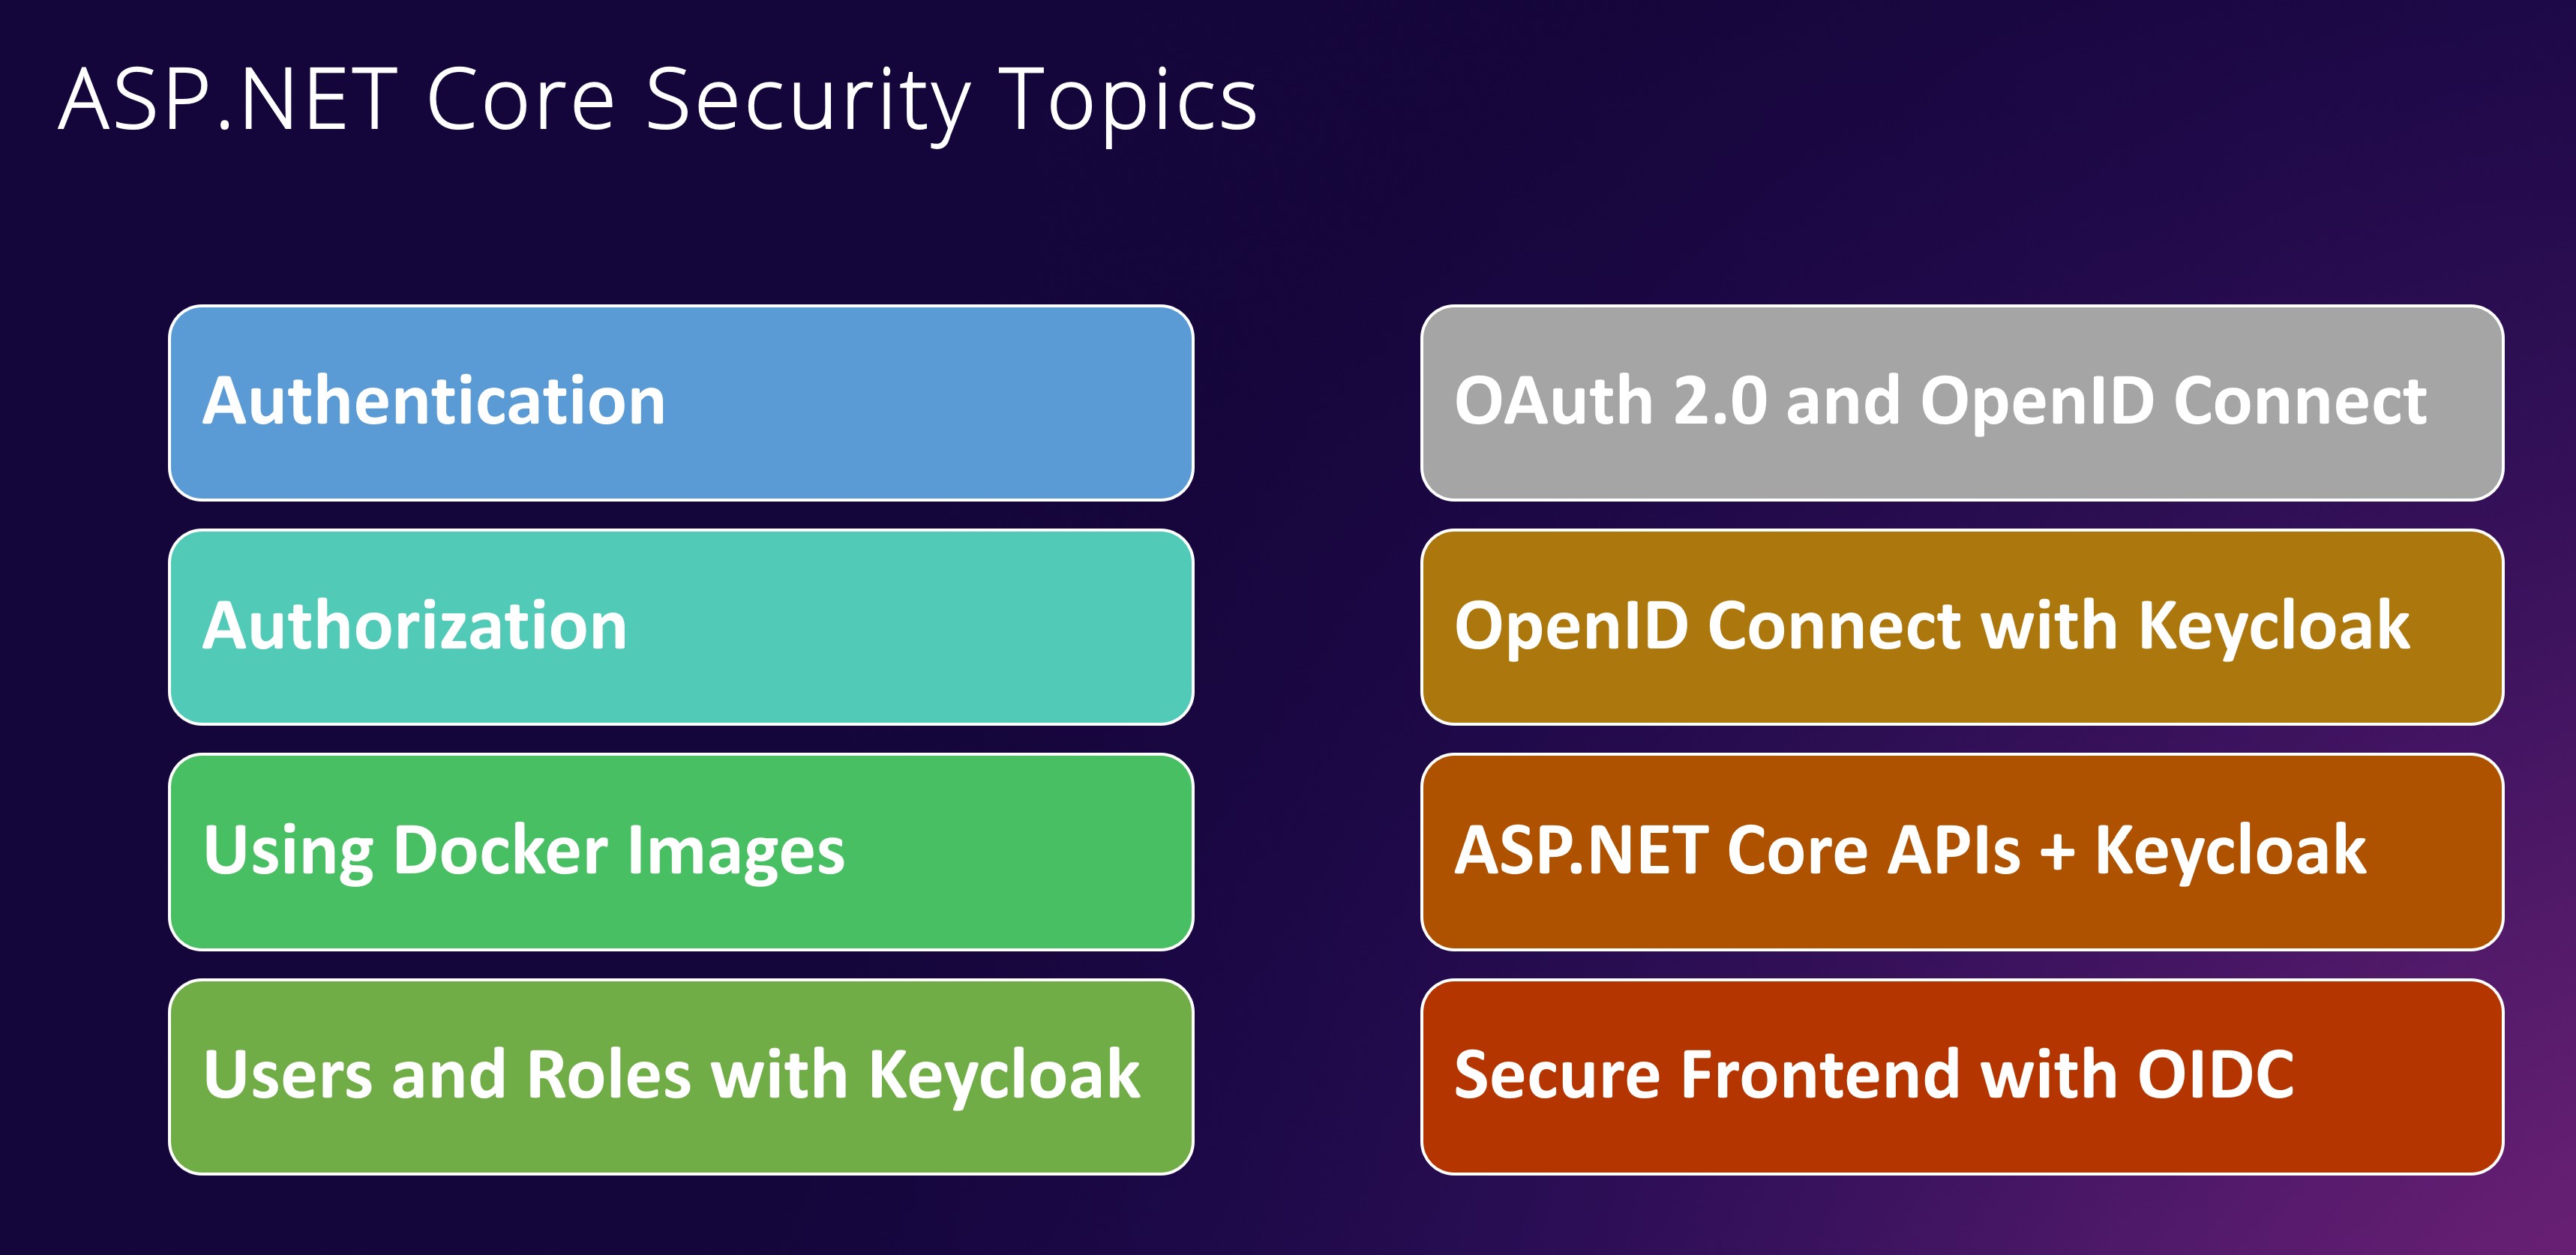 ASP.NET Core Security Topics
Authentication
Authorization
Using Docker Images
Users and Roles with Keycloak
OAuth 2.0 and OpenID Connect
OpenID Connect with Keycloak
ASP.NET Core APIs + Keycloak
Secure Frontend with OIDC